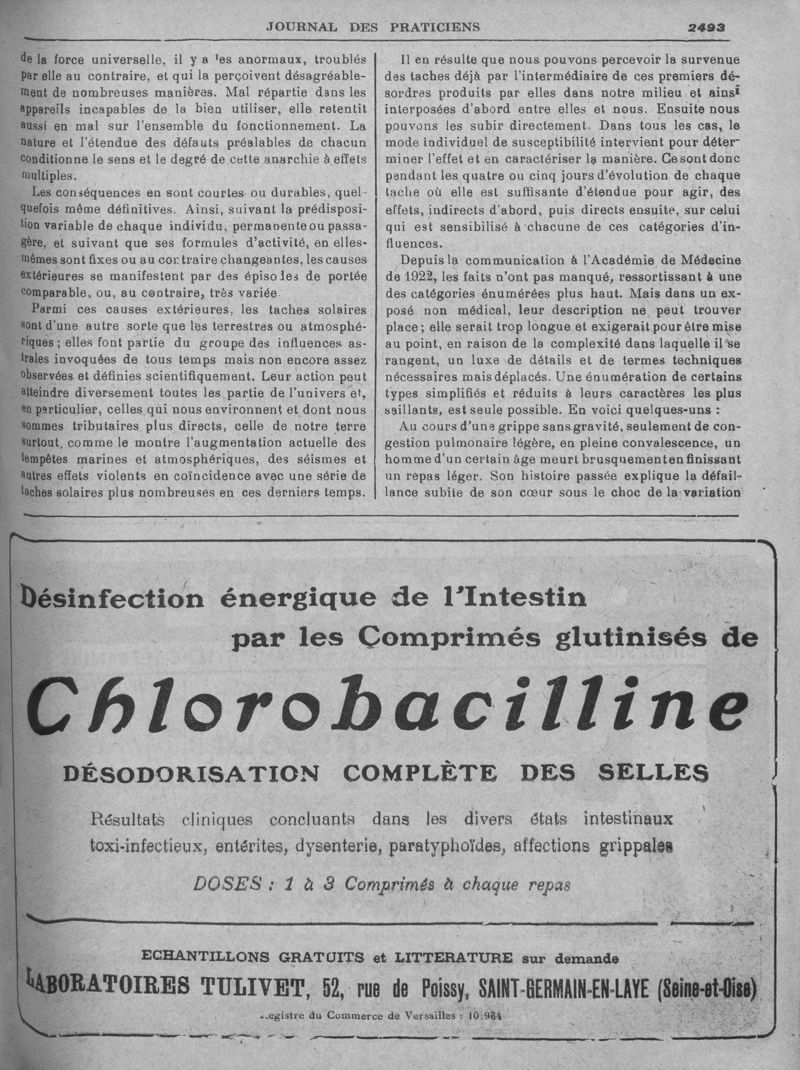 JOURNAL DES PRATICIENS 2493
de la force universelle, il y a les anormaux, troublés
par elle au contraire, et qui la perçoivent désagréable-
ment de nombreuses manières. Mal répartie dans les
appareils incapables de la bien utiliser, elle retentit
aussi en mal sur l'ensemble du fonctionnement. La
nature et l'étendue des défauts préalables de chacun
conditionne le sens et le degré de cette anarchie à effets
multiples.
Les conséquences en sont courtes ou durables, quel-
quefois même définitives. Ainsi, suivant la prédisposi-
tion variable de chaque individu, permanente ou passa-
gère, et suivant que ses formules d'activité, en elles-
mêmes sont fixes ou au contraire changeantes, les causes
extérieures se manifestent par des épisodes de portée
comparable, ou, au contraire, très variée
Parmi ces causes extérieures, les taches solaires
sont d'une autre sorte que les terrestres ou atmosphé-
riques ; elles font partie du groupe des influences as-
trales invoquées de tous temps mais non encore assez
observées et définies scientifiquement. Leur action peut
atteindre diversement toutes les partie de l'univers et,
en particulier, celles qui nous environnent et dont nous
sommes tributaires plus directs, celle de notre terre
surtout, comme le montre l'augmentation actuelle des
tempêtes marines et atmosphériques, des séismes et
autres effets violents en coïncidence avec une série de
taches solaires plus nombreuses en ces derniers temps.
Il en résulte que nous pouvons percevoir la survenue
des taches déjà par l'intermédiaire de ces premiers dé-
sordres produits par elles dans notre milieu et ainsi
interposées d'abord entre elles et nous. Ensuite nous
pouvons les subir directement. Dans tous les cas, le
mode individuel de susceptibilité intervient pour déter-
miner l'effet et en caractériser la manière. Ce sont donc
pendant les quatre ou cinq jours d'évolution de chaque
tache où elle est suffisante d'étendue pour agir, des
effets, indirects d'abord, puis directs ensuite, sur celui
qui est sensibilisé à chacune de ces catégories d'in-
fluences.
Depuis la communication à l'Académie de Médecine
de 1922, les faits n'ont pas manqué, ressortissant à une
des catégories énumérées plus haut. Mais dans un ex-
posé non médical, leur description ne peut trouver
place ; elle serait trop longue et exigerait pour être mise
au point, en raison de la complexité dans laquelle il se
rangent, un luxe de détails et de termes techniques
nécessaires mais déplacés. Une énumération de certains
types simplifiés et réduits à leurs caractères les plus
saillants, est seule possible. En voici quelques-uns :
Au cours d'une grippe sans gravité, seulement de con-
gestion pulmonaire légère, en pleine convalescence, un
homme d'un certain âge meurt brusquement en finissant
un repas léger. Son histoire passée explique la défail-
lance subite de son cœur sous le choc de la variation
Désinfection énergique de l'Intestin
par les Comprimés glutinisés de
Chlorobacilline
DÉSODORISATION COMPLÈTE DES SELLES
Résultats cliniques concluants dans les divers états intestinaux
toxi-infectieux, entérites, dysenterie, paratyphoïdes, affections grippales
DOSES : 1 à 3 Comprimés à chaque repas
ECHANTILLONS GRATUITS et LITTERATURE sur demande
LABORATOIRES TULIVET, 52, rue de Poissy, SAINT-GERMAIN-EN-LAYE (Seine-et-Oise)
Registre du Commerce de Versailles : 10.964